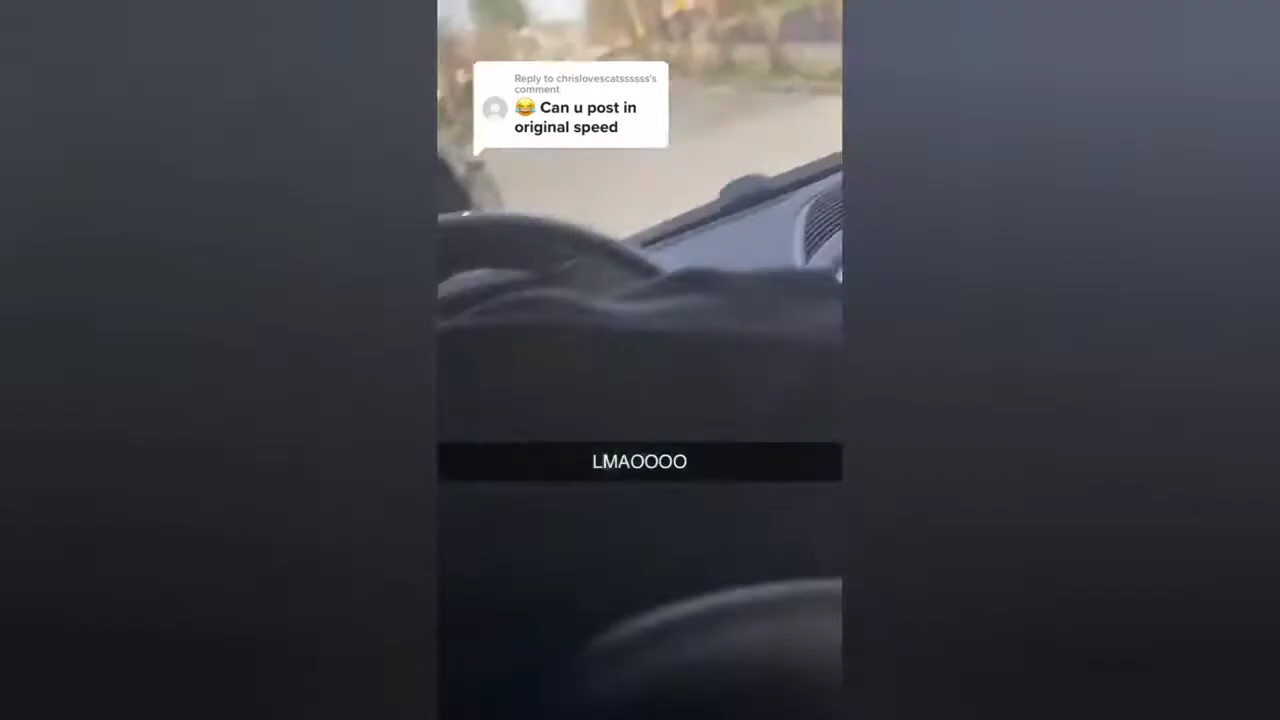 Reply to chrislovescatssssss's
comment
😂 Can u post in
original speed
LMAOOOO